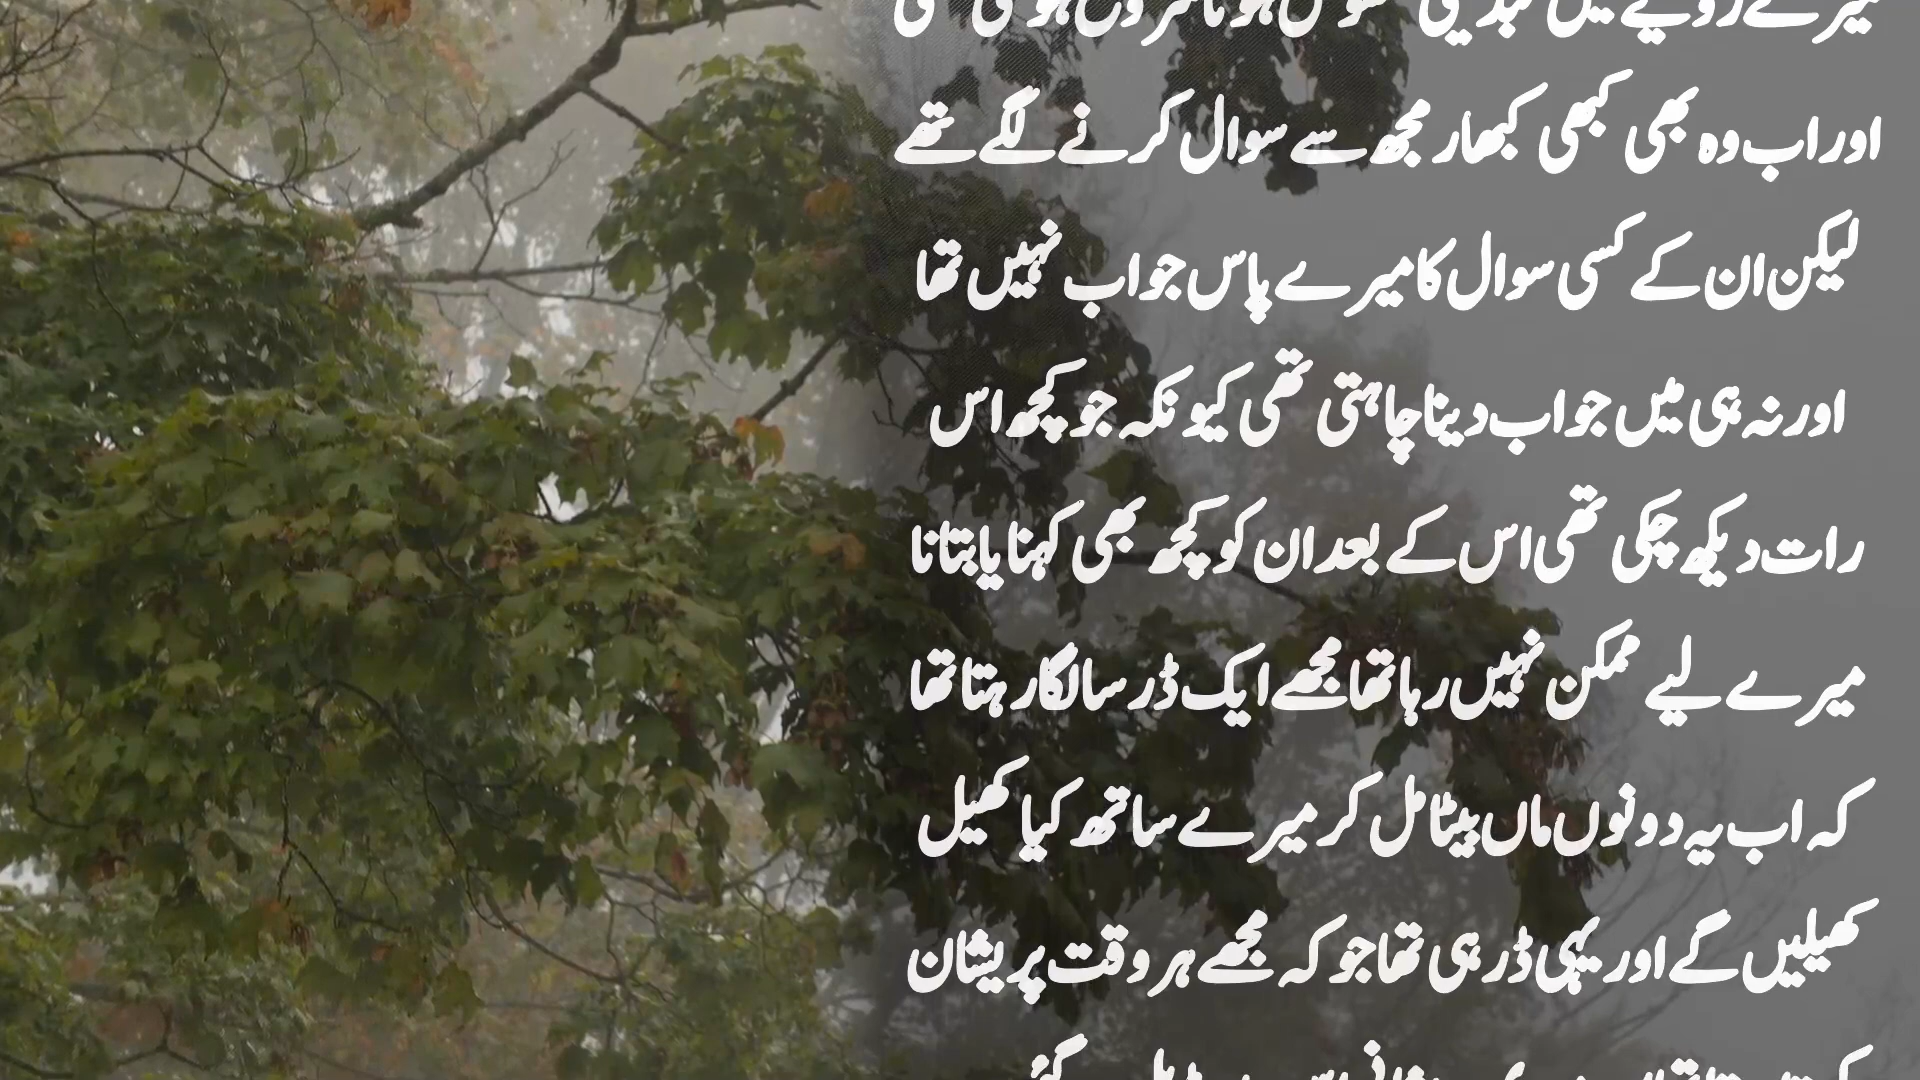 اور اب وہ بھی کبھی کبھار مجھ سے سوال کرنے لگے تھے
لیکن ان کے کسی سوال کا میرے پاس جواب نہیں تھا
اور نہ ہی میں جواب دینا چاہتی تھی کیونکہ جو کچھ اس
رات دیکھ چکی تھی اس کے بعد ان کو کچھ بھی کہنا یا بتانا
میرے لیے ممکن نہیں رہا تھا مجھے ایک ڈر سا لگا رہتا تھا
کہ اب یہ دونوں ماں بیٹا مل کر میرے ساتھ کیا کھیل
کھیلیں گے اور یہی ڈر ہی تھا جو کہ مجھے ہر وقت پریشان